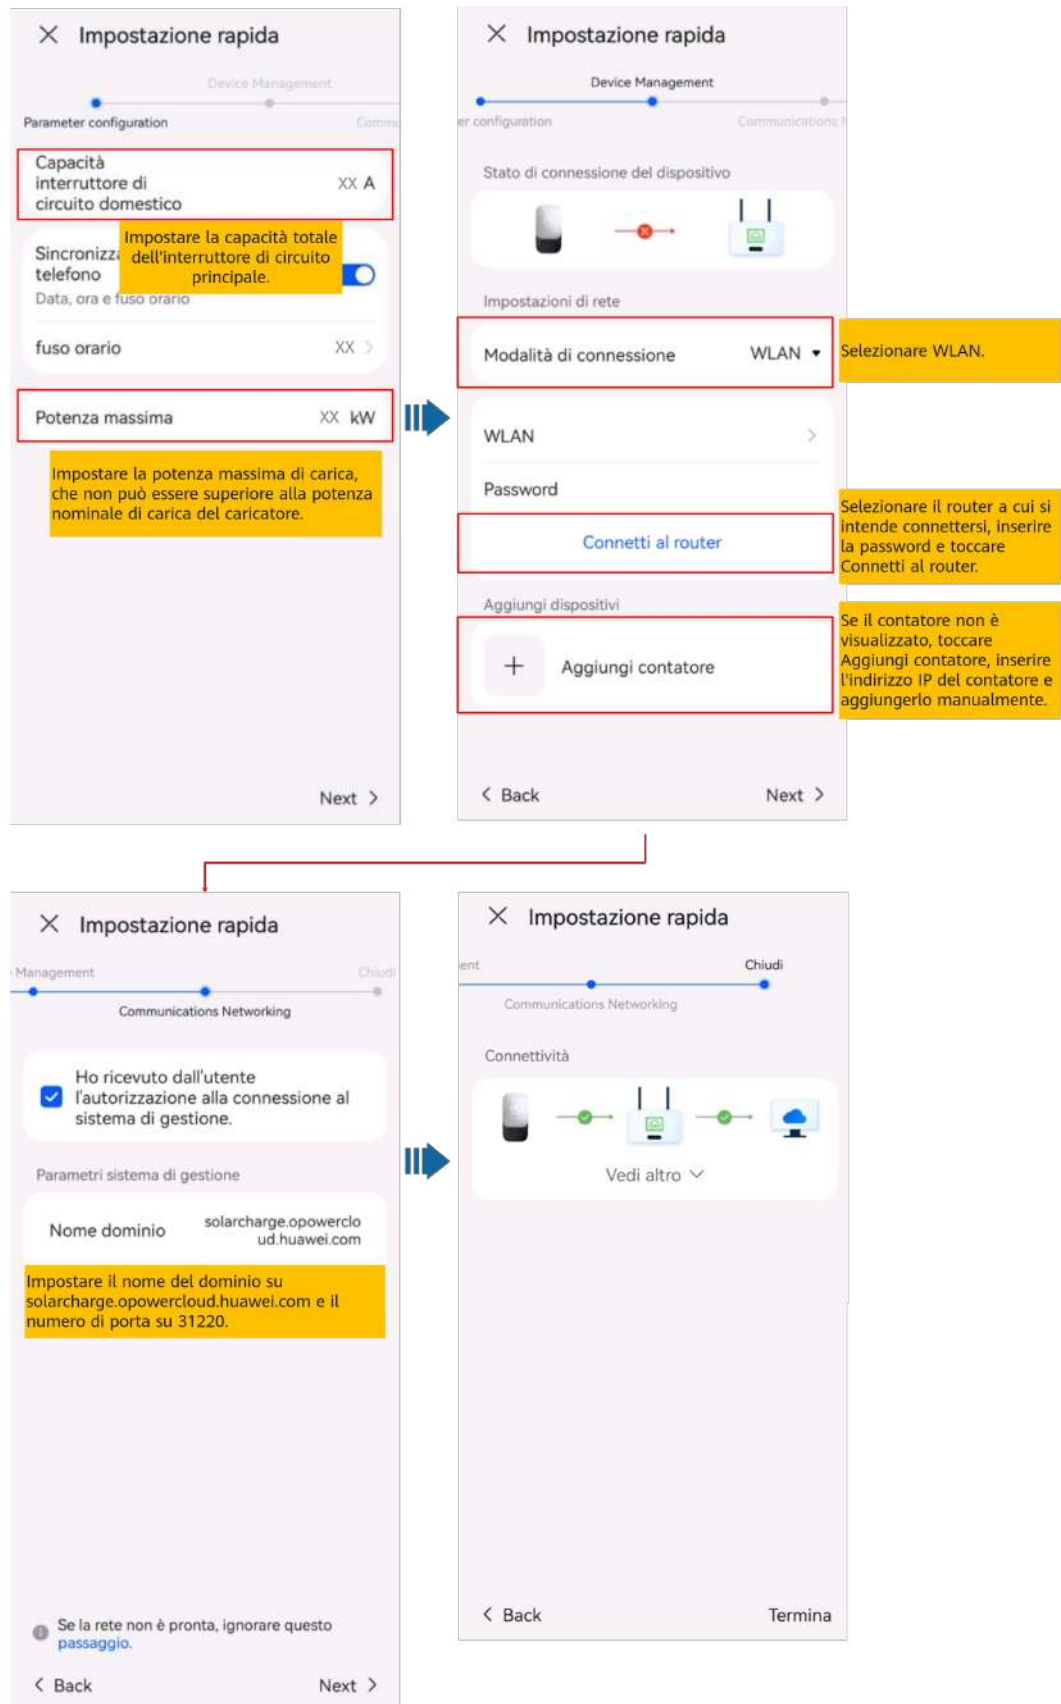 Impostazione rapida
Device Management
Parameter configuration
Capacità
interruttore di
circuito domestico
XX A
Impostare la capacità totale
dell'interruttore di circuito
principale.
telefono
Data, ora e fuso orario
fuso orario
XX
Potenza massima
XX kW
Impostare la potenza massima di carica,
che non può essere superiore alla potenza
nominale di carica del caricatore.
Next
Impostazione rapida
Device Management
configuration
Communications
Stato di connessione del dispositivo
Impostazioni di rete
Modalità di connessione
WLAN
Selezionare WLAN.
WLAN
Password
Connetti al router
Selezionare il router a cui si
intende connettersi, inserire
la password e toccare
Connetti al router.
Aggiungi dispositivi
Aggiungi contatore
Se il contatore non è
visualizzato, toccare
Aggiungi contatore, inserire
l'indirizzo IP del contatore e
aggiungerlo manualmente.
Back
Next
Impostazione rapida
Management
Chiudi
Communications Networking
Ho ricevuto dall'utente
l'autorizzazione alla connessione al
sistema di gestione.
Parametri sistema di gestione
Nome dominio
solarcharge.opowerclo
ud.huawei.com
Impostare il nome del dominio su
solarcharge.opowercloud.huawei.com e il
numero di porta su 31220.
Se la rete non è pronta, ignorare questo
passaggio.
Back
Next
Impostazione rapida
Chiudi
Communications Networking
Connettività
Vedi altro
Back
Termina